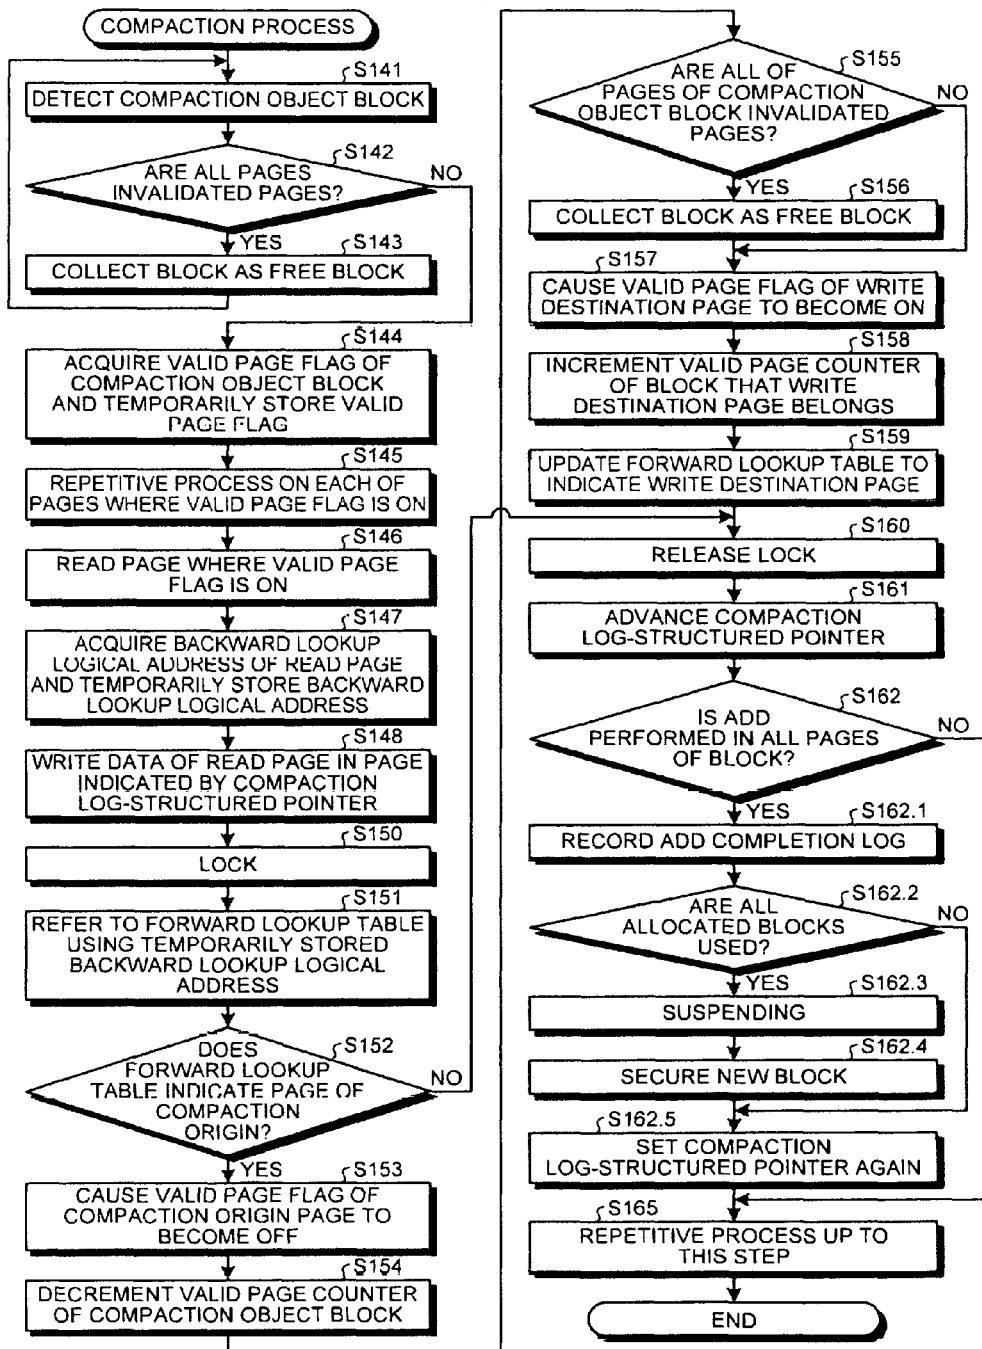 COMPACTION PROCESS
S141
DETECT COMPACTION OBJECT BLOCK
S142
ARE ALL PAGES
INVALIDATED PAGES?
NO
YES
S143
COLLECT BLOCK AS FREE BLOCK
S144
ACQUIRE VALID PAGE FLAG OF
COMPACTION OBJECT BLOCK
AND TEMPORARILY STORE VALID
PAGE FLAG
S145
REPETITIVE PROCESS ON EACH OF
PAGES WHERE VALID PAGE FLAG IS ON
S146
READ PAGE WHERE VALID PAGE
FLAG IS ON
S147
ACQUIRE BACKWARD LOOKUP
LOGICAL ADDRESS OF READ PAGE
AND TEMPORARILY STORE BACKWARD
LOOKUP LOGICAL ADDRESS
S148
WRITE DATA OF READ PAGE IN PAGE
INDICATED BY COMPACTION
LOG-STRUCTURED POINTER
S150
LOCK
S151
REFER TO FORWARD LOOKUP TABLE
USING TEMPORARILY STORED
BACKWARD LOOKUP LOGICAL
ADDRESS
S152
DOES
FORWARD LOOKUP
TABLE INDICATE PAGE OF
COMPACTION
ORIGIN?
NO
YES
S153
CAUSE VALID PAGE FLAG OF
COMPACTION ORIGIN PAGE TO
BECOME OFF
S154
DECREMENT VALID PAGE COUNTER
OF COMPACTION OBJECT BLOCK
S155
ARE ALL OF
PAGES OF COMPACTION
OBJECT BLOCK INVALIDATED
PAGES?
NO
YES
S156
COLLECT BLOCK AS FREE BLOCK
S157
CAUSE VALID PAGE FLAG OF WRITE
DESTINATION PAGE TO BECOME ON
S158
INCREMENT VALID PAGE COUNTER
OF BLOCK THAT WRITE
DESTINATION PAGE BELONGS
S159
UPDATE FORWARD LOOKUP TABLE TO
INDICATE WRITE DESTINATION PAGE
S160
RELEASE LOCK
S161
ADVANCE COMPACTION
LOG-STRUCTURED POINTER
S162
IS ADD
PERFORMED IN ALL PAGES
OF BLOCK?
NO
YES
S162.1
RECORD ADD COMPLETION LOG
S162.2
ARE ALL
ALLOCATED BLOCKS
USED?
NO
YES
S162.3
SUSPENDING
S162.4
SECURE NEW BLOCK
S162.5
SET COMPACTION
LOG-STRUCTURED POINTER AGAIN
S165
REPETITIVE PROCESS UP TO
THIS STEP
END